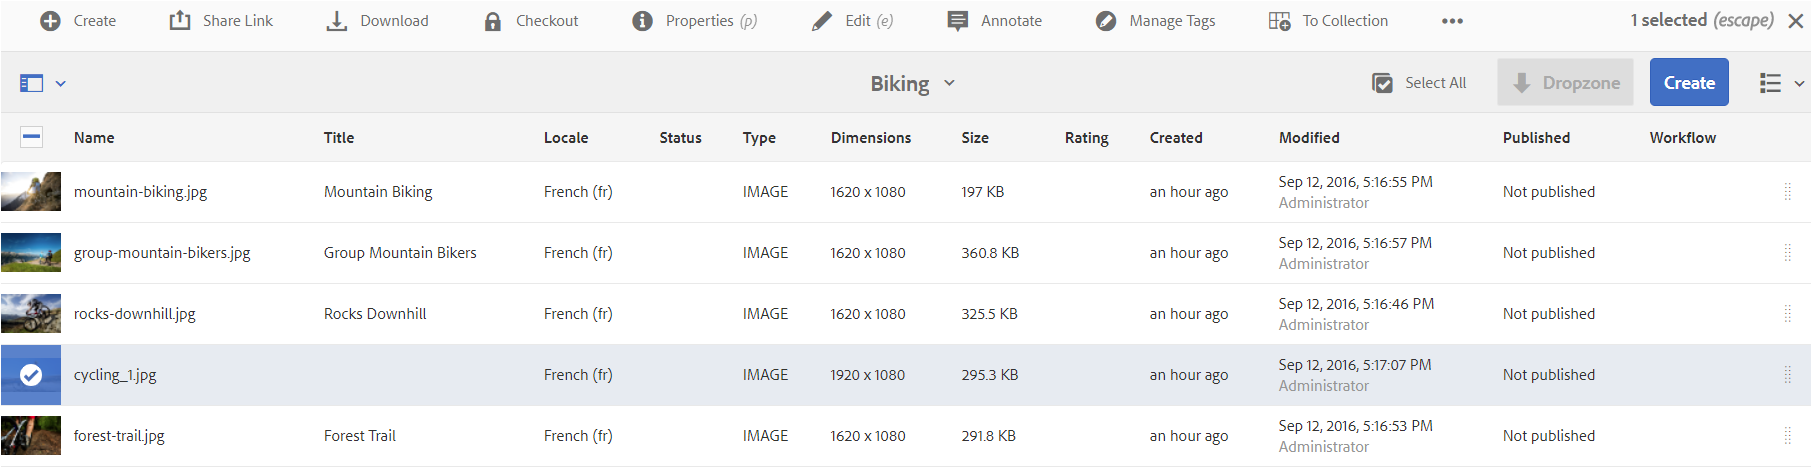 Create Share Link Download Checkout Properties (p) Edit (e) Annotate Manage Tags To Collection 1 selected (escape)
Biking Select All Dropzone Create
Name Title Locale Status Type Dimensions Size Rating Created Modified Published Workflow
mountain-biking.jpg Mountain Biking French (fr) IMAGE 1620 x 1080 197 KB an hour ago Sep 12, 2016, 5:16:55 PM Not published
Administrator
group-mountain-bikers.jpg Group Mountain Bikers French (fr) IMAGE 1620 x 1080 360.8 KB an hour ago Sep 12, 2016, 5:16:57 PM Not published
Administrator
rocks-downhill.jpg Rocks Downhill French (fr) IMAGE 1620 x 1080 325.5 KB an hour ago Sep 12, 2016, 5:16:46 PM Not published
Administrator
cycling_1.jpg French (fr) IMAGE 1920 x 1080 295.3 KB an hour ago Sep 12, 2016, 5:17:07 PM Not published
Administrator
forest-trail.jpg Forest Trail French (fr) IMAGE 1620 x 1080 291.8 KB an hour ago Sep 12, 2016, 5:16:53 PM Not published
Administrator